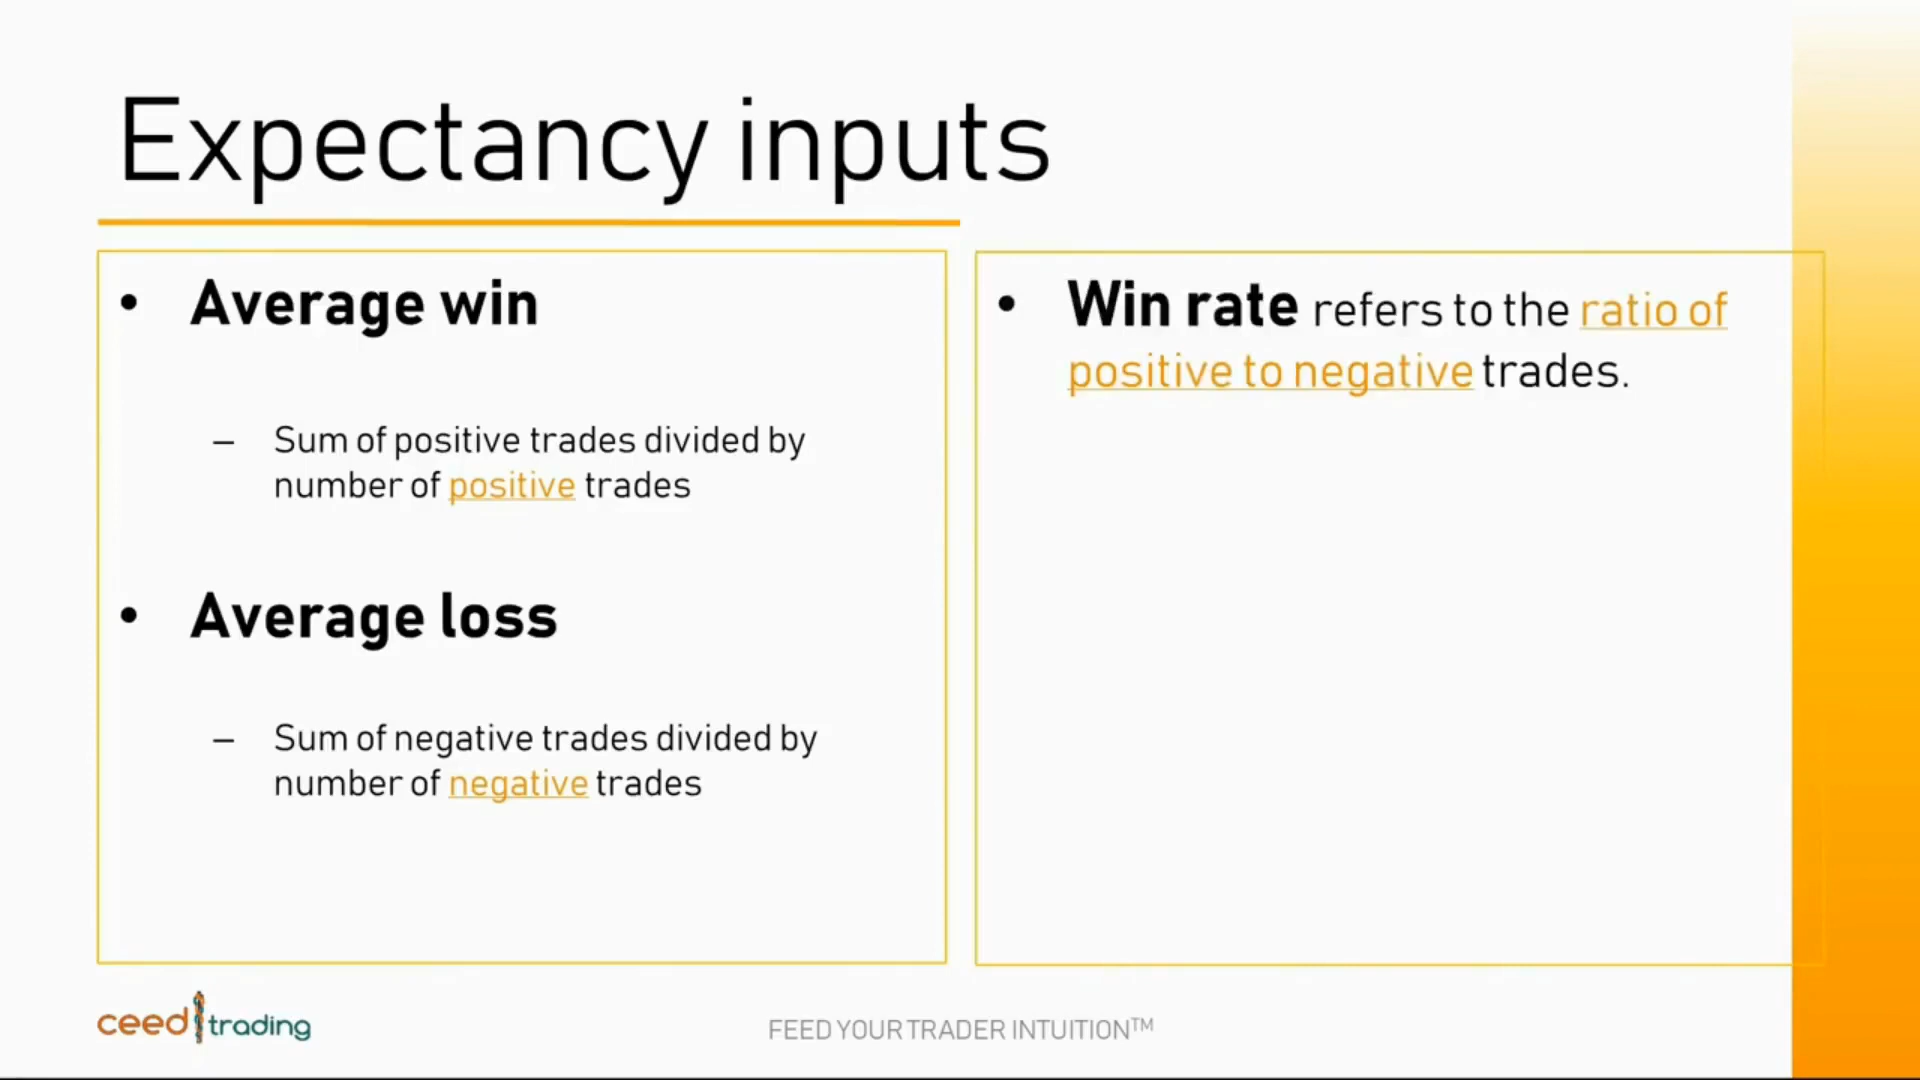 Expectancy inputs
• Average win
– Sum of positive trades divided by
number of positive trades
• Average loss
– Sum of negative trades divided by
number of negative trades
• Win rate refers to the ratio of
positive to negative trades.
ceed trading
FEED YOUR TRADER INTUITION™